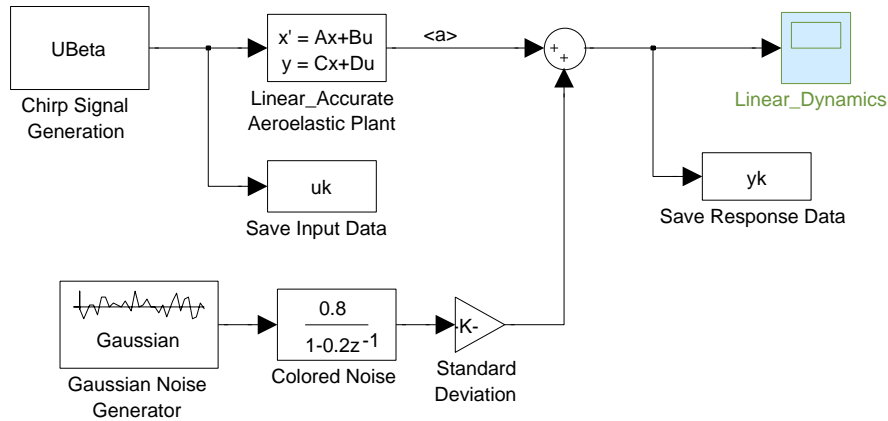 UBeta
Chirp Signal
Generation
x' = Ax+Bu
y = Cx+Du
Linear_Accurate
Aeroelastic Plant
<a>
+
+
Linear_Dynamics
uk
Save Input Data
yk
Save Response Data
Gaussian
Gaussian Noise
Generator
0.8
1-0.2z⁻¹
Colored Noise
-K-
Standard
Deviation